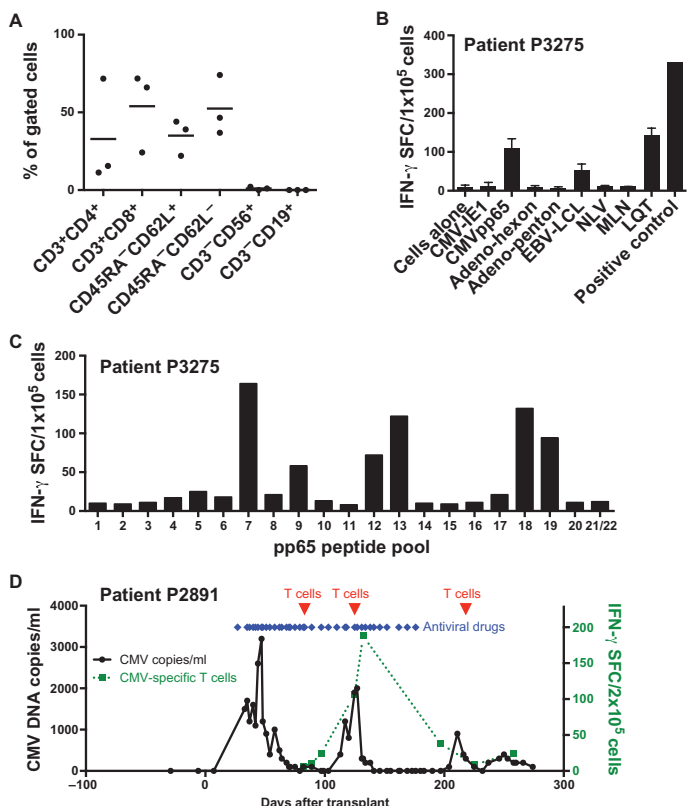 A
% of gated cells
100
50
0
CD3+CD4+
CD3+CD8+
CD45RA−CD62L+
CD45RA−CD62L−
CD3−CD56+
CD3−CD19+
B
Patient P3275
IFN-γ SFC/1x10⁵ cells
400
300
200
100
0
Cells alone
CMV-IE1
CMVpp65
Adeno-hexon
Adeno-penton
EBV-LCL
NLV
MLN
LQT
Positive control
C
Patient P3275
IFN-γ SFC/1x10⁵ cells
200
150
100
50
0
1 2 3 4 5 6 7 8 9 10 11 12 13 14 15 16 17 18 19 20 21/22
pp65 peptide pool
D
Patient P2891
T cells T cells T cells
Antiviral drugs
CMV copies/ml
CMV-specific T cells
CMV DNA copies/ml
4000
3000
2000
1000
0
IFN-γ SFC/2x10⁵ cells
200
150
100
50
0
−100 0 100 200 300
Days after transplant